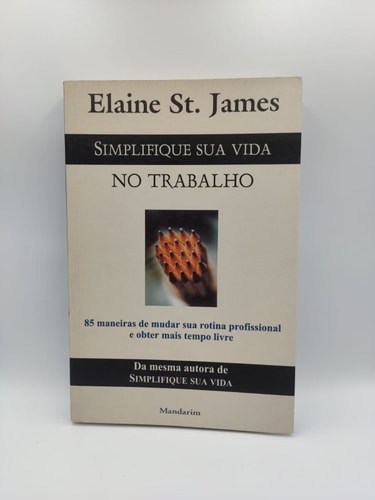 Elaine St. James
SIMPLIFIQUE SUA VIDA
NO TRABALHO
85 maneiras de mudar sua rotina profissional
e obter mais tempo livre
Da mesma autora de
SIMPLIFIQUE SUA VIDA
Mandarim